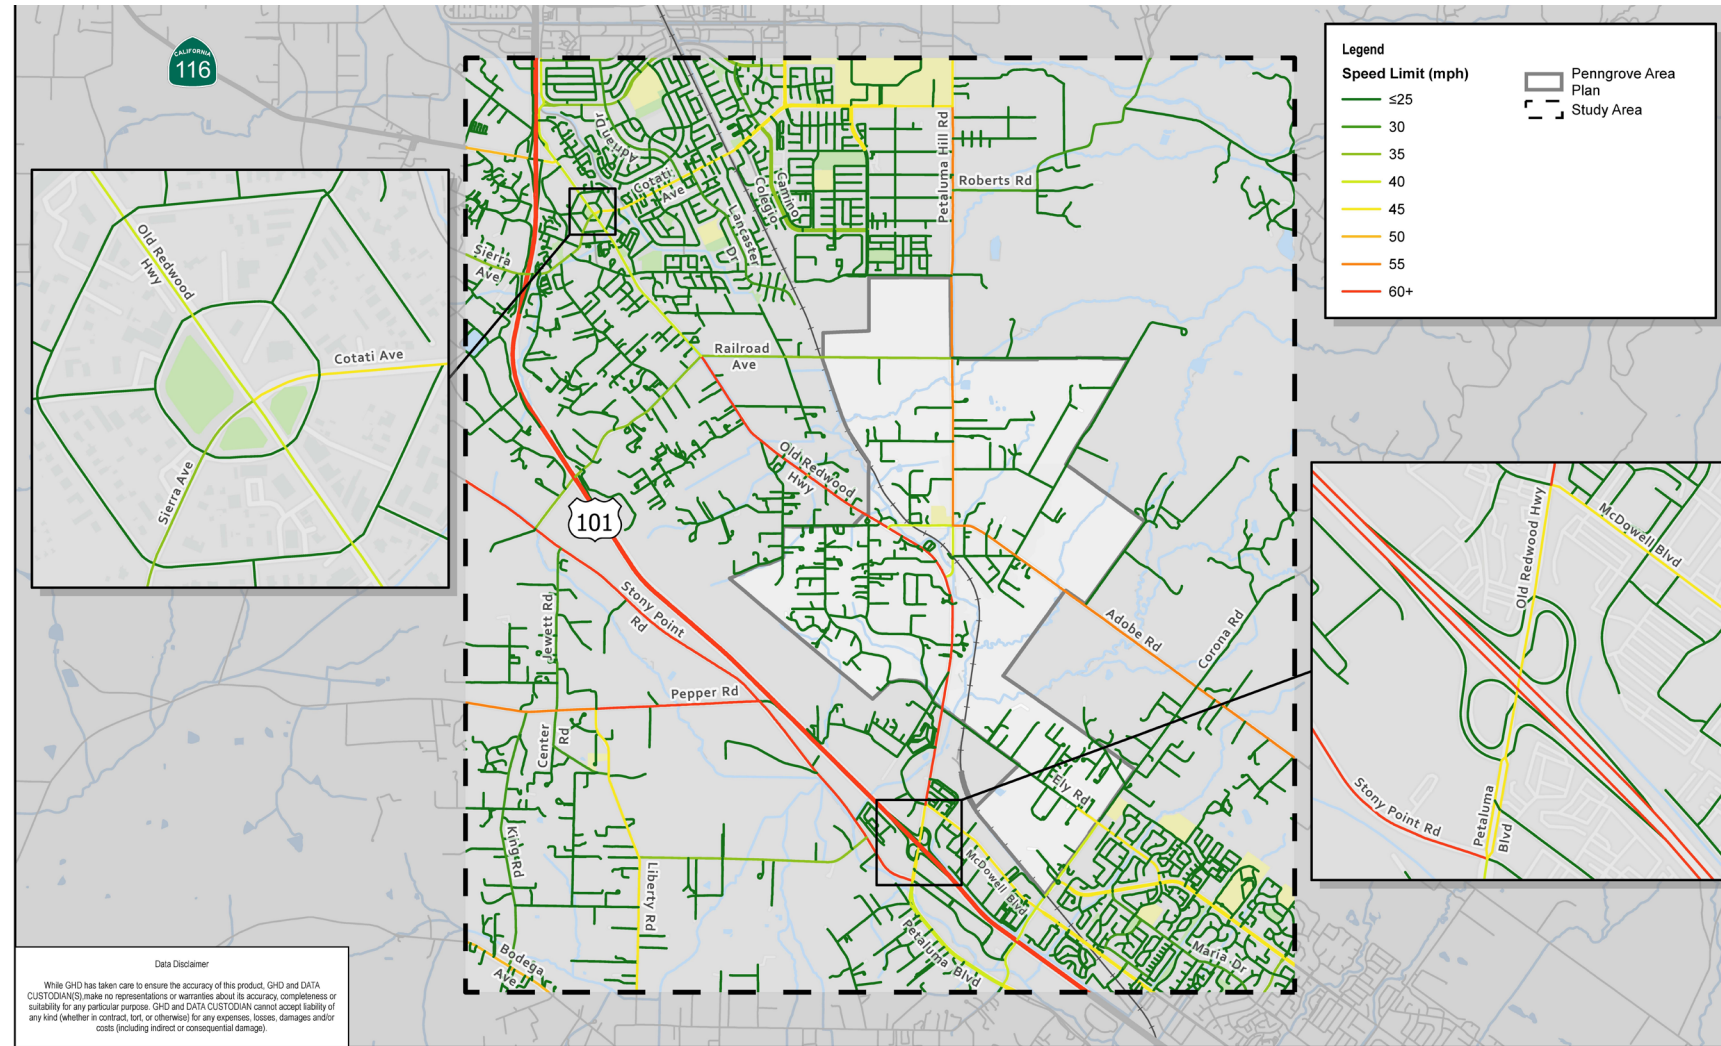 CALIFORNIA
116
Legend
Speed Limit (mph)
≤25
30
35
40
45
50
55
60+
Penngrove Area
Plan
Study Area
Adrian Dr
Cotati
Ave
Lancaster
Dr
Camino
Colegio
Petaluma Hill Rd
Roberts Rd
Sierra
Ave
Railroad
Ave
Old Redwood
Hwy
101
Stony Point
Rd
Jewett Rd
Pepper Rd
Center
Rd
King Rd
Liberty Rd
Bodega
Ave
Adobe Rd
Corona Rd
Ely Rd
McDowell Blvd
Petaluma Blvd
Maria Dr
Old Redwood
Hwy
Cotati Ave
Sierra Ave
Old Redwood Hwy
McDowell Blvd
Stony Point Rd
Petaluma
Blvd
Data Disclaimer
While GHD has taken care to ensure the accuracy of this product, GHD and DATA
CUSTODIAN(S),make no representations or warranties about its accuracy, completeness or
suitability for any particular purpose. GHD and DATA CUSTODIAN cannot accept liability of
any kind (whether in contract, tort, or otherwise) for any expenses, losses, damages and/or
costs (including indirect or consequential damage).